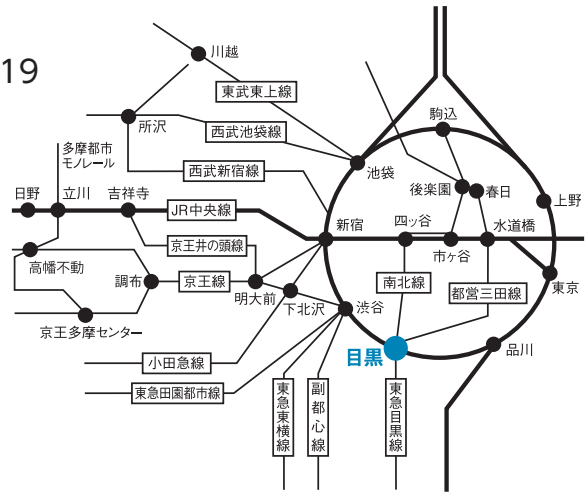 19
川越
東武東上線
所沢
西武池袋線
駒込
多摩都市
モノレール
西武新宿線
池袋
後楽園
春日
日野
立川
吉祥寺
JR中央線
新宿
四ッ谷
水道橋
上野
京王井の頭線
市ヶ谷
高幡不動
調布
京王線
明大前
南北線
都営三田線
東京
下北沢
渋谷
京王多摩センター
目黒
品川
小田急線
東急田園都市線
東急東横線
副都心線
東急目黒線